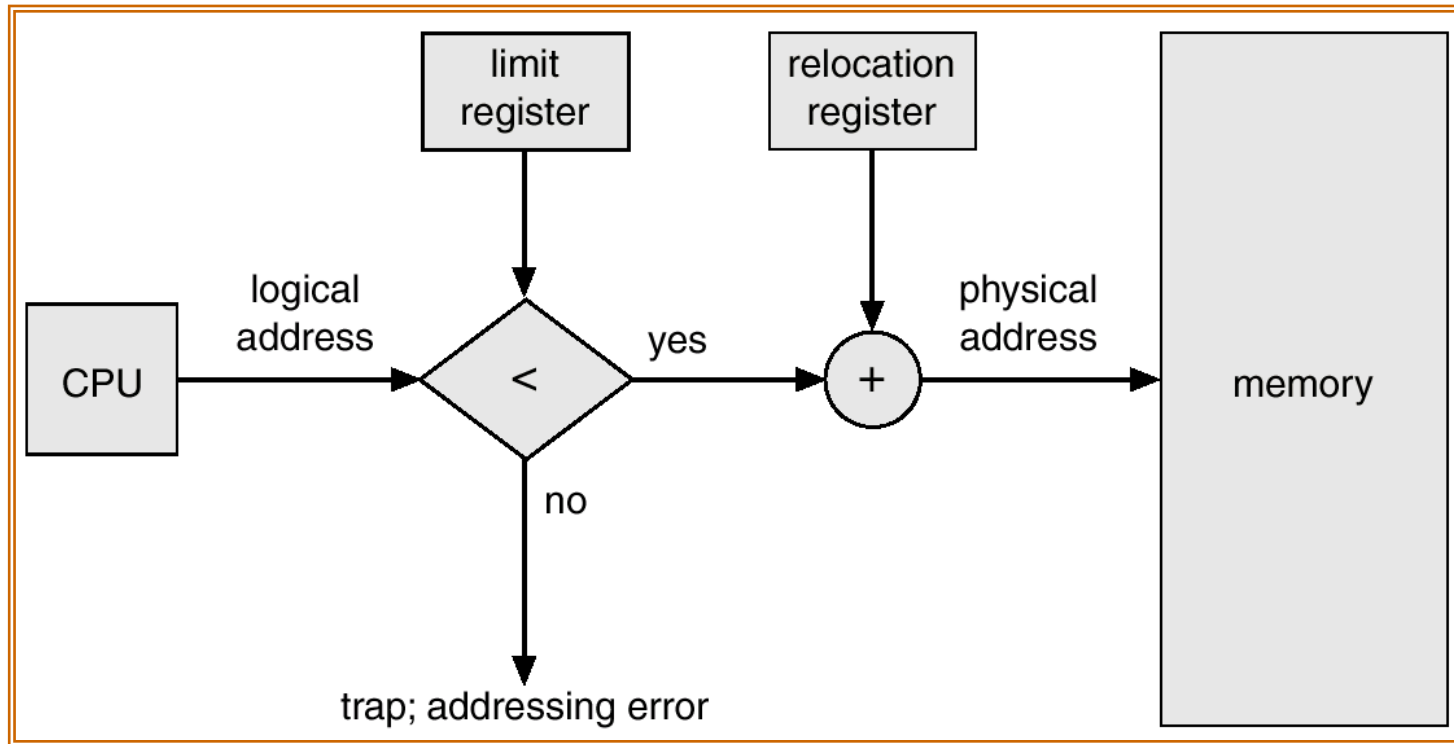 limit
register
relocation
register
logical
address
yes
physical
address
CPU
<
+
memory
no
trap; addressing error